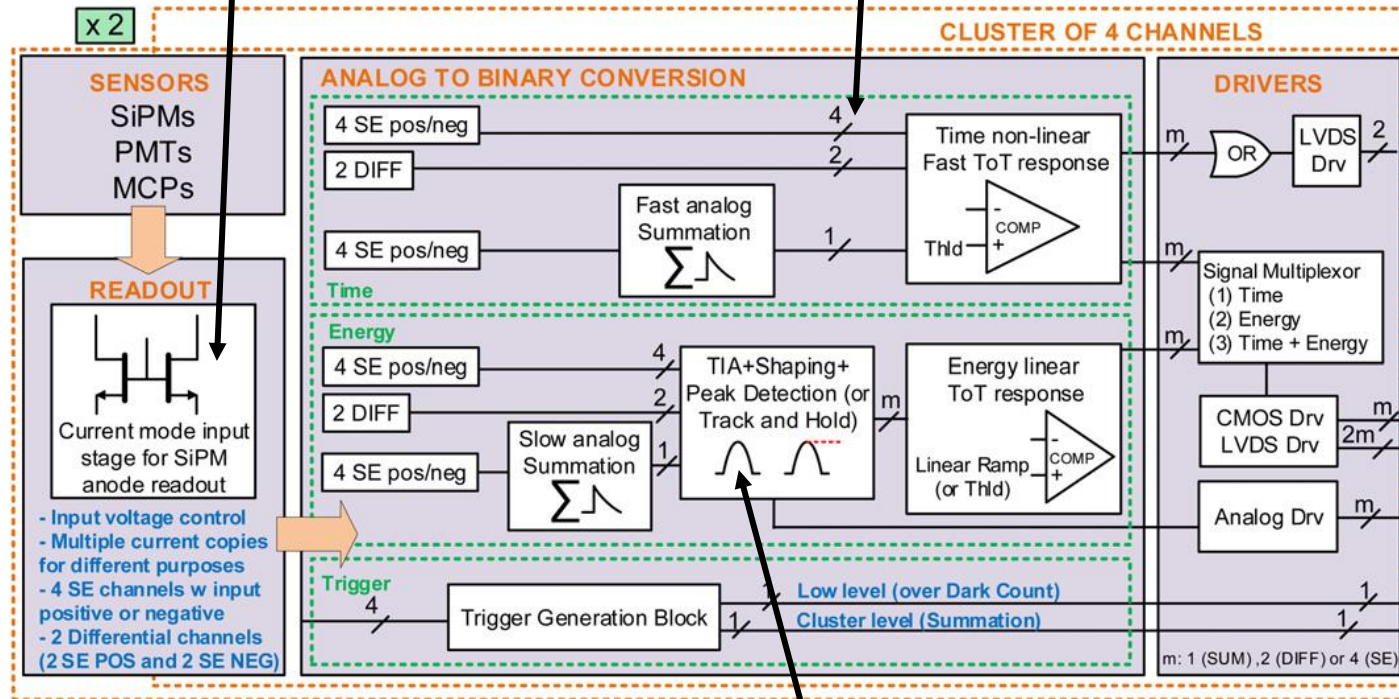 x 2
CLUSTER OF 4 CHANNELS
SENSORS
SiPMs
PMTs
MCPs
READOUT
Current mode input
stage for SiPM
anode readout
- Input voltage control
- Multiple current copies
for different purposes
- 4 SE channels w input
positive or negative
- 2 Differential channels
(2 SE POS and 2 SE NEG)
ANALOG TO BINARY CONVERSION
4 SE pos/neg
4
2 DIFF
2
4 SE pos/neg
Fast analog
Summation
∑
1
Time non-linear
Fast ToT response
-
COMP
Thld +
Time
Energy
4 SE pos/neg
4
2 DIFF
2
4 SE pos/neg
Slow analog
Summation
∑
1
TIA+Shaping+
Peak Detection (or
Track and Hold)
m
Energy linear
ToT response
-
COMP
Linear Ramp +
(or Thld)
Trigger
4
Trigger Generation Block
1
Low level (over Dark Count)
1
1
Cluster level (Summation)
1
DRIVERS
m
OR
LVDS
Drv
2
m
m
Signal Multiplexor
(1) Time
(2) Energy
(3) Time + Energy
CMOS Drv
LVDS Drv
m
2m
Analog Drv
m
m: 1 (SUM) ,2 (DIFF) or 4 (SE)